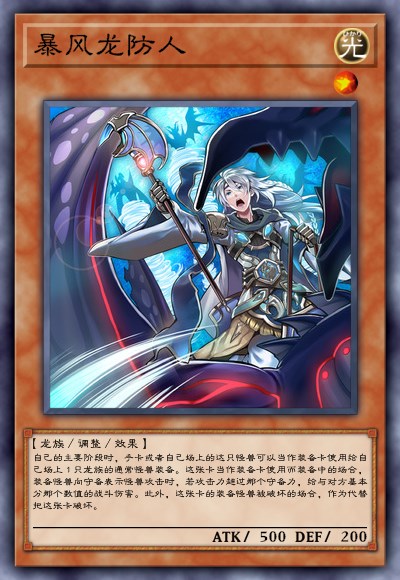 暴风龙防人
光
【龙族／调整／效果】
自己的主要阶段时，手卡或者自己场上的这只怪兽可以当作装备卡使用给自
己场上１只龙族的通常怪兽装备。这张卡当作装备卡使用而装备中的场合，
装备怪兽向守备表示怪兽攻击时，若攻击力超过那个守备力，给与对方基本
分那个数值的战斗伤害。此外，这张卡的装备怪兽被破坏的场合，作为代替
把这张卡破坏。
ATK/ 500 DEF/ 200